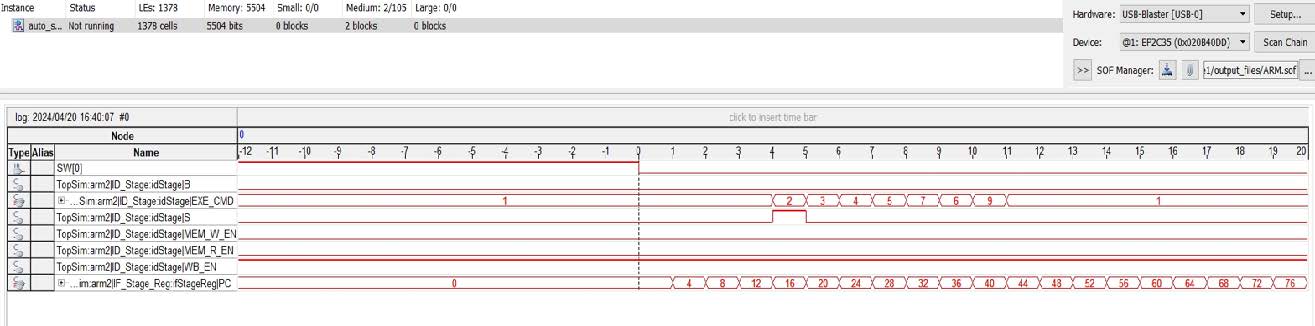 Instance Status LEs: 1378 Memory: 5504 Small: 0/0 Medium: 2/105 Large: 0/0
auto_s... Not running 1378 cells 5504 bits 0 blocks 2 blocks 0 blocks
Hardware: USB-Blaster [USB-0] Setup...
Device: @1: EP2C35 (0x020B40DD) Scan Chain
>> SOF Manager: e1/output_files/ARM.sof ...
log: 2024/04/20 16:40:07 #0 click to insert time bar
Node 0
Type Alias Name -12 -11 -10 -9 -8 -7 -6 -5 -4 -3 -2 -1 0 1 2 3 4 5 6 7 8 9 10 11 12 13 14 15 16 17 18 19 20
SW[0]
TopSim:arm2|ID_Stage:idStage|B
...Sim:arm2|ID_Stage:idStage|EXE_CMD 1 2 3 4 5 7 6 9 1
TopSim:arm2|ID_Stage:idStage|S
TopSim:arm2|ID_Stage:idStage|MEM_W_EN
TopSim:arm2|ID_Stage:idStage|MEM_R_EN
TopSim:arm2|ID_Stage:idStage|WB_EN
...im:arm2|IF_Stage_Reg:ifStageReg|PC 0 4 8 12 16 20 24 28 32 36 40 44 48 52 56 60 64 68 72 76